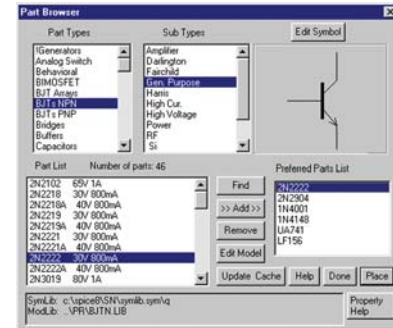 Part Browser
Part Types
Sub Types
Edit Symbol
!Generators
Analog Switch
Behavioral
BIMOSFET
BJT Arrays
BJTs NPN
BJTs PNP
Bridges
Buffers
Capacitors
Amplifier
Darlington
Fairchild
Gen. Purpose
Harris
High Cur.
High Voltage
Power
RF
Si
Part List
Number of parts: 46
Preferred Parts List
2N2102 65V 1A
2N2218 30V 800mA
2N2218A 40V 800mA
2N2219 30V 800mA
2N2219A 40V 800mA
2N2221 30V 800mA
2N2221A 40V 800mA
2N2222 30V 800mA
2N2222A 40V 800mA
2N3019 80V 1A
Find
>> Add >>
Remove
Edit Model
2N2222
2N2904
1N4001
1N4148
UA741
LF156
Update Cache
Help
Done
Place
SymLib: c:\spice8\SN\symlib.sym\q
ModLib: ..\PR\BJTN.LIB
Property
Help